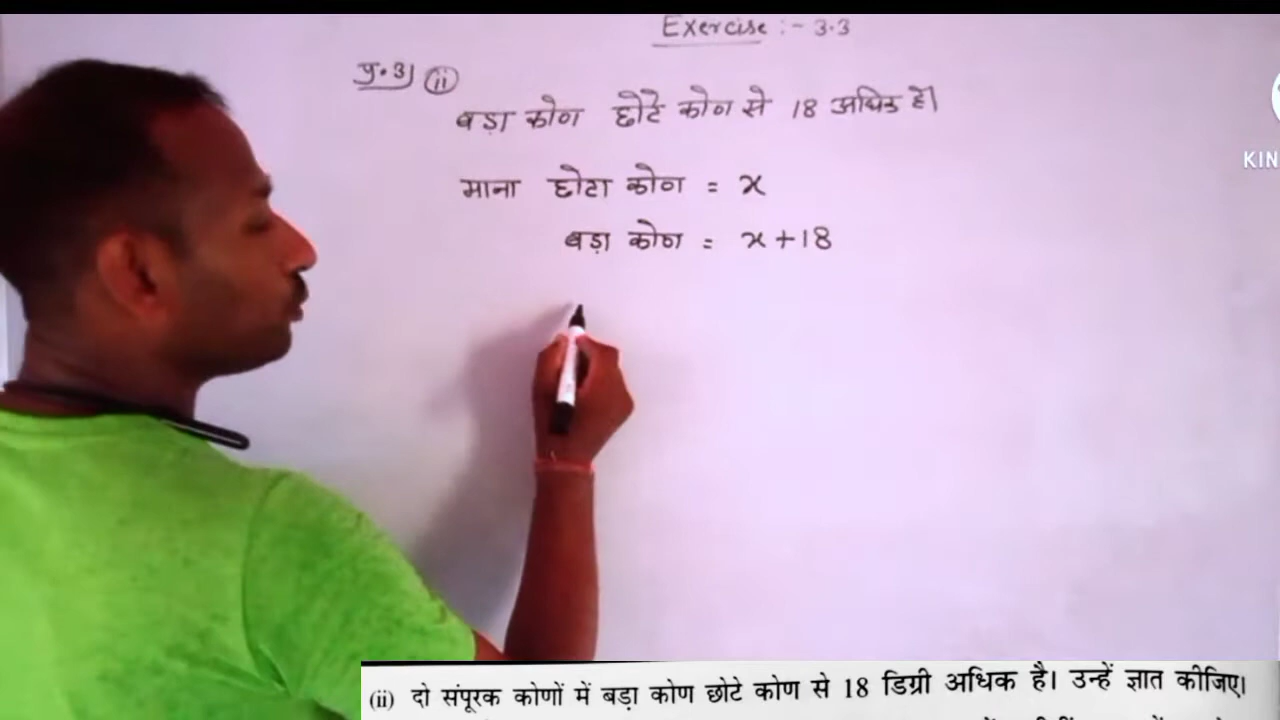 Exercise :- 3.3
प्र.3) (ii)
बड़ा कोण छोटे कोण से 18 अधिक है।
माना छोटा कोण = x
बड़ा कोण = x+18
KIN
(ii) दो संपूरक कोणों में बड़ा कोण छोटे कोण से 18 डिग्री अधिक है। उन्हें ज्ञात कीजिए।